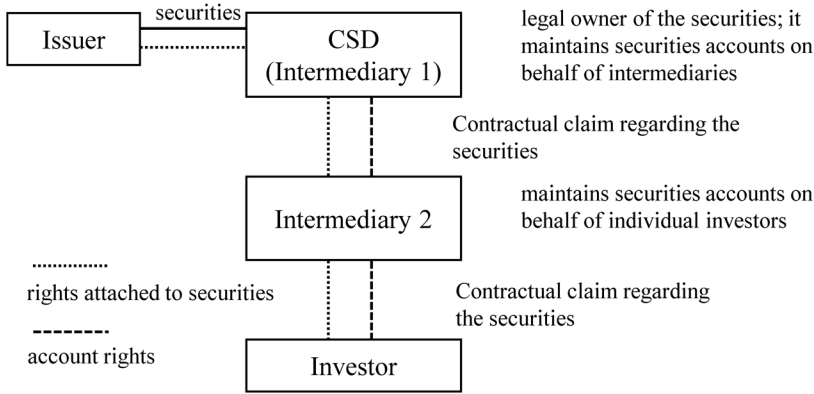 securities
Issuer
CSD
(Intermediary 1)
legal owner of the securities; it
maintains securities accounts on
behalf of intermediaries
Contractual claim regarding the
securities
Intermediary 2
maintains securities accounts on
behalf of individual investors
rights attached to securities
Contractual claim regarding
the securities
account rights
Investor